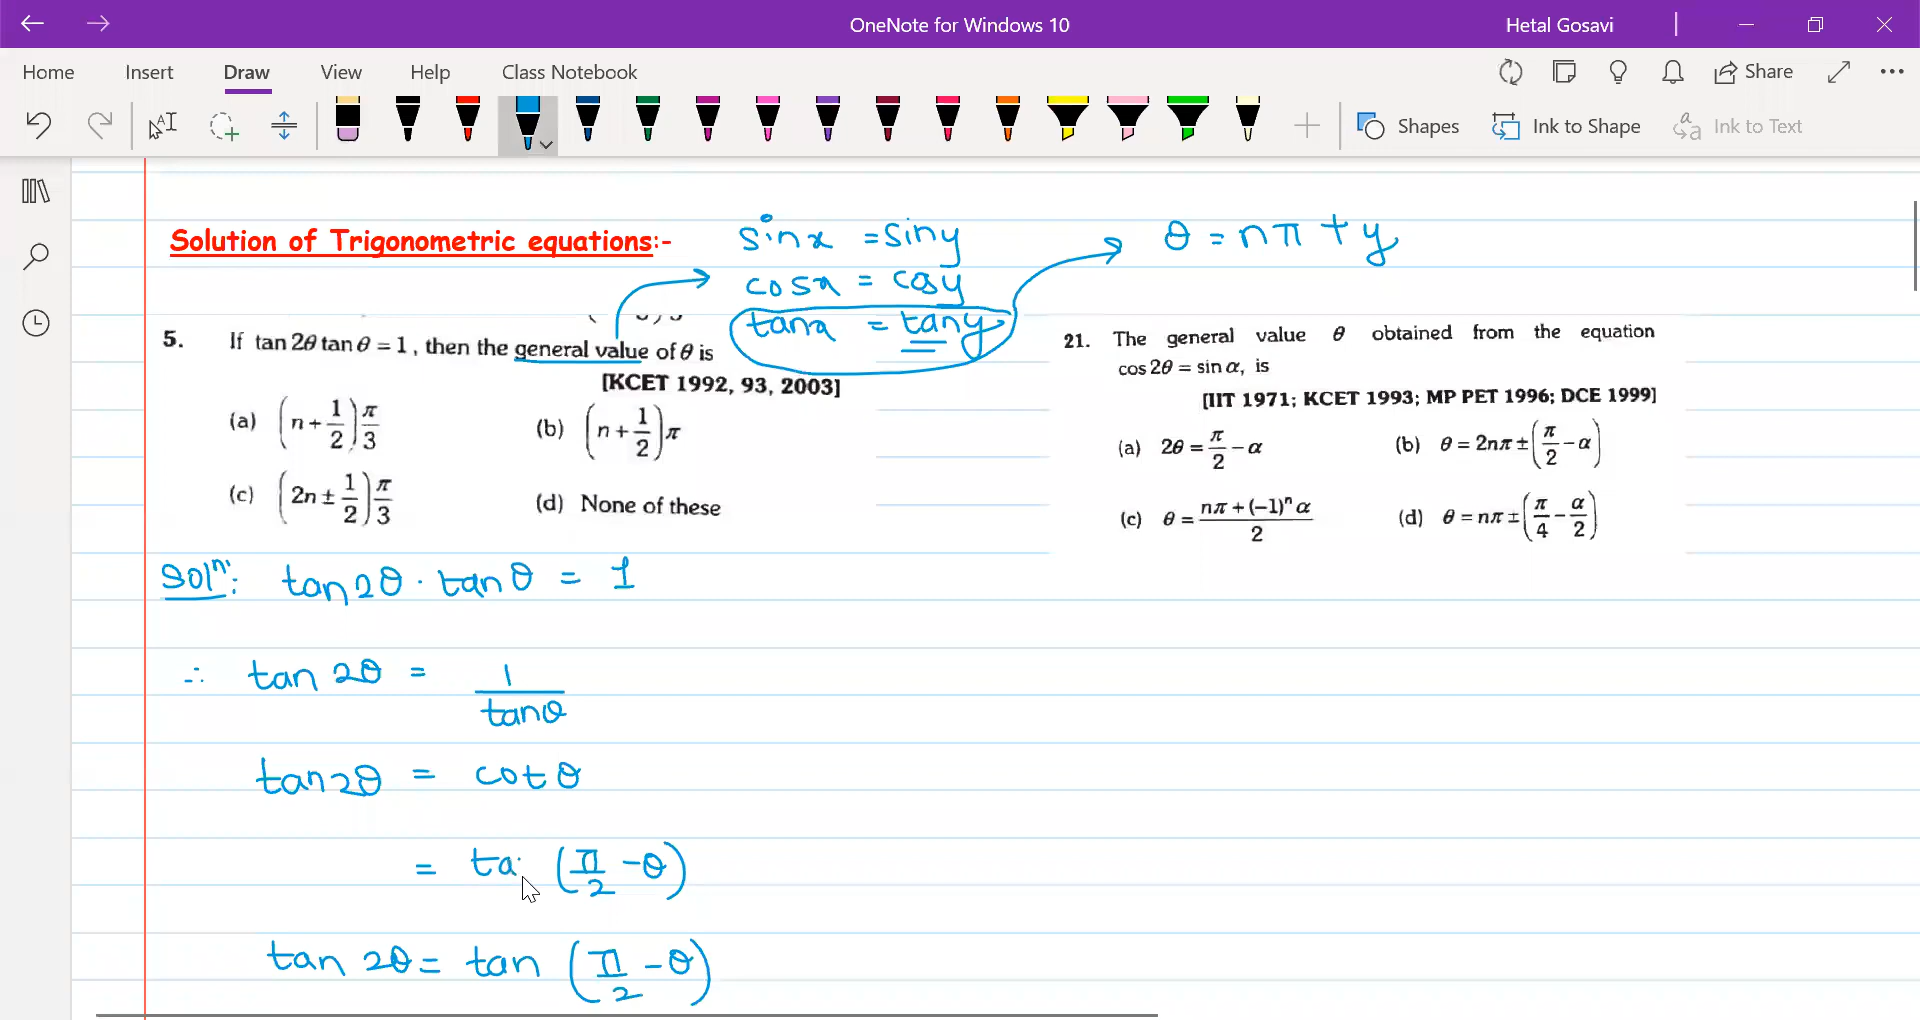 OneNote for Windows 10
Hetal Gosavi
Home Insert Draw View Help Class Notebook
Share
Shapes Ink to Shape Ink to Text
Solution of Trigonometric equations:-
sinx = siny
cosx = cosy
tanx = tany
θ = nπ + y
5. If tan 2θ tan θ = 1, then the general value of θ is
[KCET 1992, 93, 2003]
(a) (n + 1/2) π/3
(b) (n + 1/2) π
(c) (2n ± 1/2) π/3
(d) None of these
21. The general value θ obtained from the equation
cos 2θ = sin α, is
[IIT 1971; KCET 1993; MP PET 1996; DCE 1999]
(a) 2θ = π/2 − α
(b) θ = 2nπ ± (π/2 − α)
(c) θ = (nπ + (−1)ⁿ α)/2
(d) θ = nπ ± (π/4 − α/2)
Solⁿ: tan2θ · tanθ = 1
∴ tan 2θ = 1/tanθ
tan2θ = cotθ
= ta (π/2 − θ)
tan 2θ = tan (π/2 − θ)